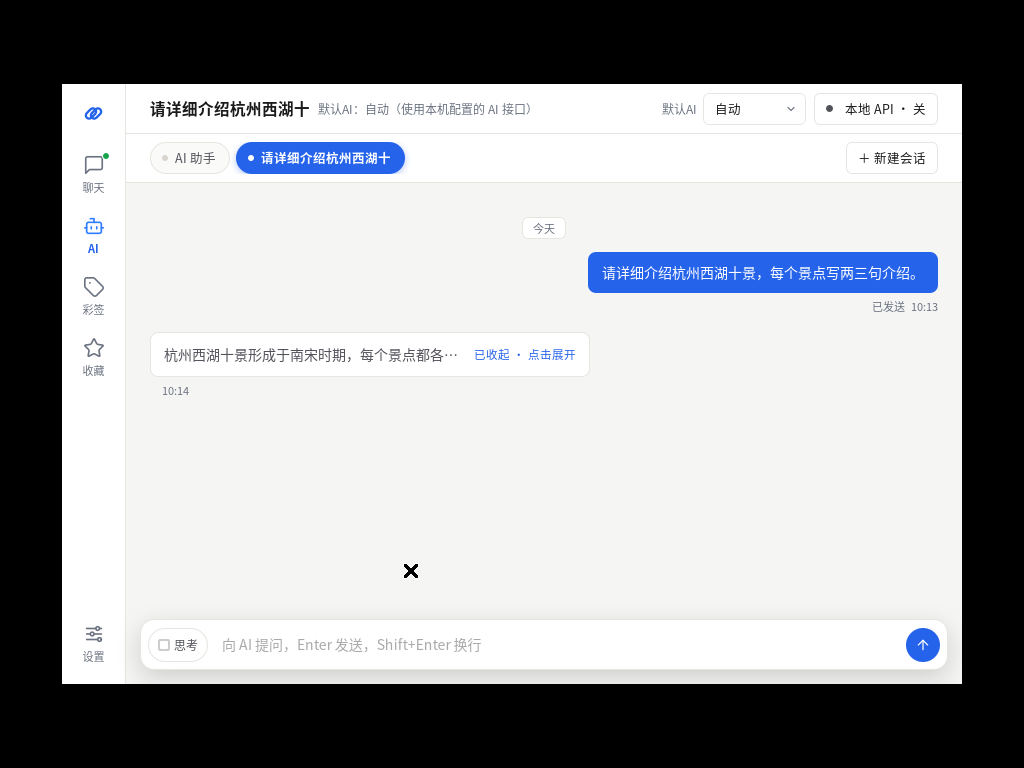 请详细介绍杭州西湖十
默认AI：自动（使用本机配置的 AI 接口）
默认AI
自动
本地 API · 关
聊天
AI
彩签
收藏
设置
AI 助手
请详细介绍杭州西湖十
＋ 新建会话
今天
请详细介绍杭州西湖十景，每个景点写两三句介绍。
已发送 10:13
杭州西湖十景形成于南宋时期，每个景点都各…
已收起 · 点击展开
10:14
思考
向 AI 提问，Enter 发送，Shift+Enter 换行